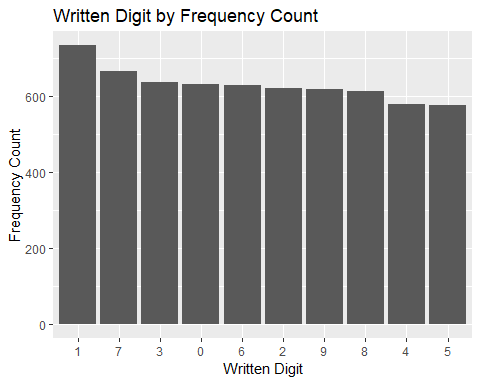 Written Digit by Frequency Count
Frequency Count
600
400
200
0
1 7 3 0 6 2 9 8 4 5
Written Digit